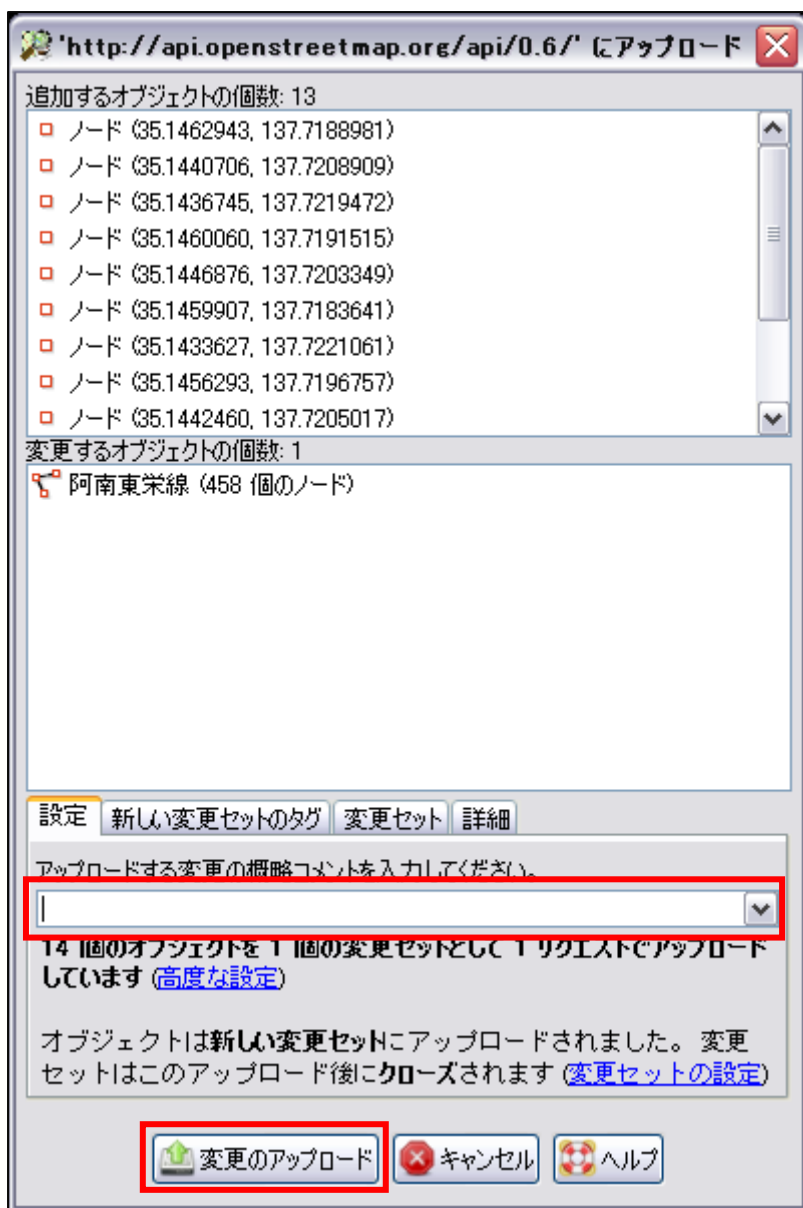 'http://api.openstreetmap.org/api/0.6/' にアップロード
追加するオブジェクトの個数: 13
ノード (35.1462943, 137.7188981)
ノード (35.1440706, 137.7208909)
ノード (35.1436745, 137.7219472)
ノード (35.1460060, 137.7191515)
ノード (35.1446876, 137.7203349)
ノード (35.1459907, 137.7183641)
ノード (35.1433627, 137.7221061)
ノード (35.1456293, 137.7196757)
ノード (35.1442460, 137.7205017)
変更するオブジェクトの個数: 1
阿南東栄線 (458 個のノード)
設定 新しい変更セットのタグ 変更セット 詳細
アップロードする変更の概略コメントを入力してください。
14 個のオブジェクトを 1 個の変更セットとして 1 リクエストでアップロード
しています (高度な設定)
オブジェクトは新しい変更セットにアップロードされました。 変更
セットはこのアップロード後にクローズされます (変更セットの設定)
変更のアップロード キャンセル ヘルプ